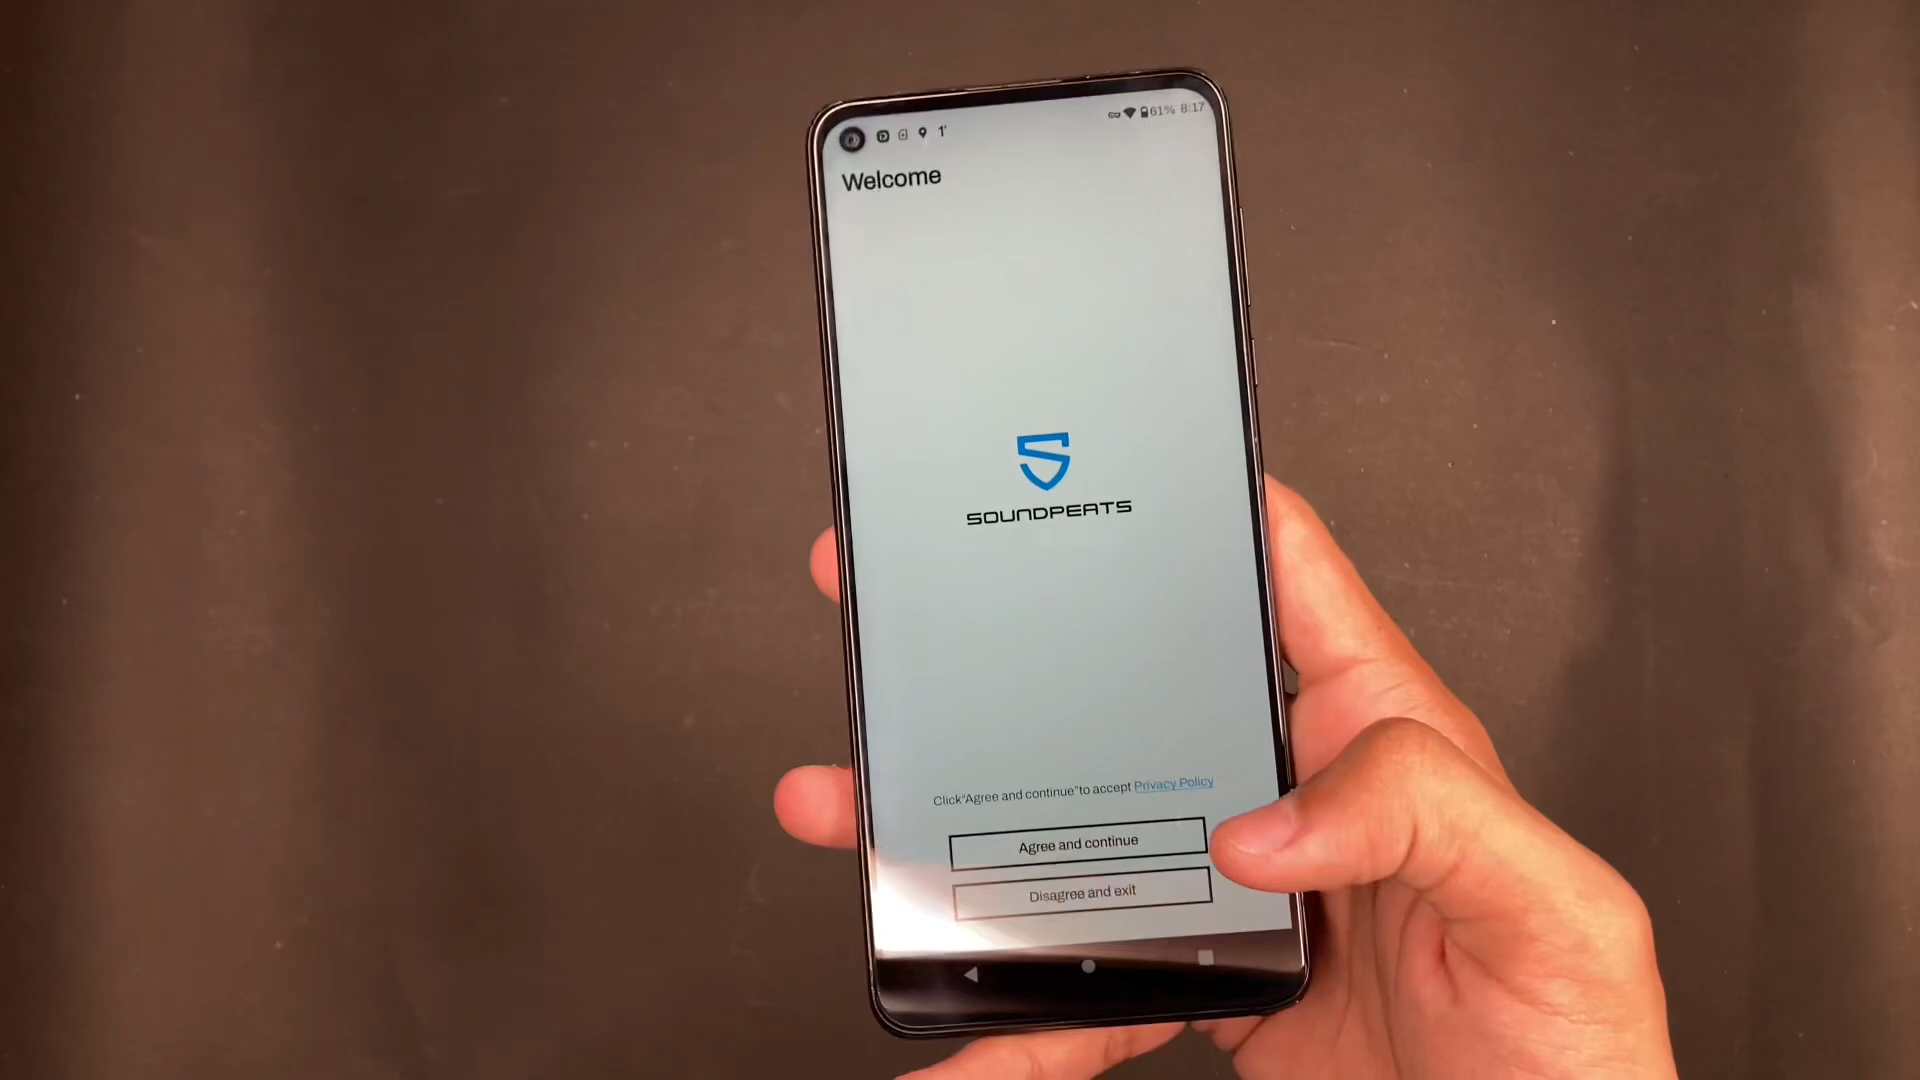 61% 8:17
Welcome
SOUNDPEATS
Click"Agree and continue"to accept Privacy Policy
Agree and continue
Disagree and exit